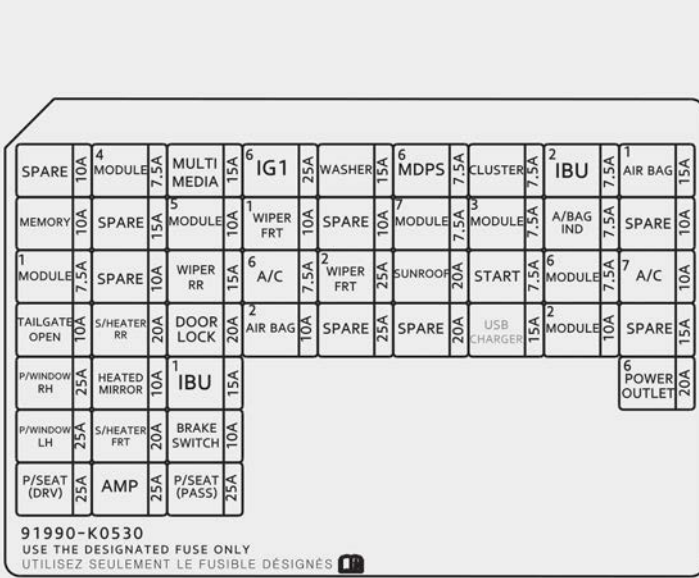 SPARE 10A 4 MODULE 7.5A MULTI MEDIA 15A 6 IG1 25A WASHER 15A 6 MDPS 7.5A CLUSTER 7.5A 2 IBU 7.5A 1 AIR BAG 15A
MEMORY 10A SPARE 15A 5 MODULE 10A 1 WIPER FRT 10A SPARE 10A 7 MODULE 7.5A 3 MODULE 7.5A A/BAG IND 7.5A SPARE 10A
1 MODULE 7.5A SPARE 10A WIPER RR 15A 6 A/C 7.5A 2 WIPER FRT 25A SUNROOF 20A START 7.5A 6 MODULE 7.5A 7 A/C 10A
TAILGATE OPEN 10A S/HEATER RR 20A DOOR LOCK 20A 2 AIR BAG 10A SPARE 25A SPARE 20A USB CHARGER 15A 2 MODULE 10A SPARE 15A
P/WINDOW RH 25A HEATED MIRROR 10A 1 IBU 15A 6 POWER OUTLET 20A
P/WINDOW LH 25A S/HEATER FRT 20A BRAKE SWITCH 10A
P/SEAT (DRV) 25A AMP 25A P/SEAT (PASS) 25A
91990-K0530
USE THE DESIGNATED FUSE ONLY
UTILISEZ SEULEMENT LE FUSIBLE DÉSIGNÉS